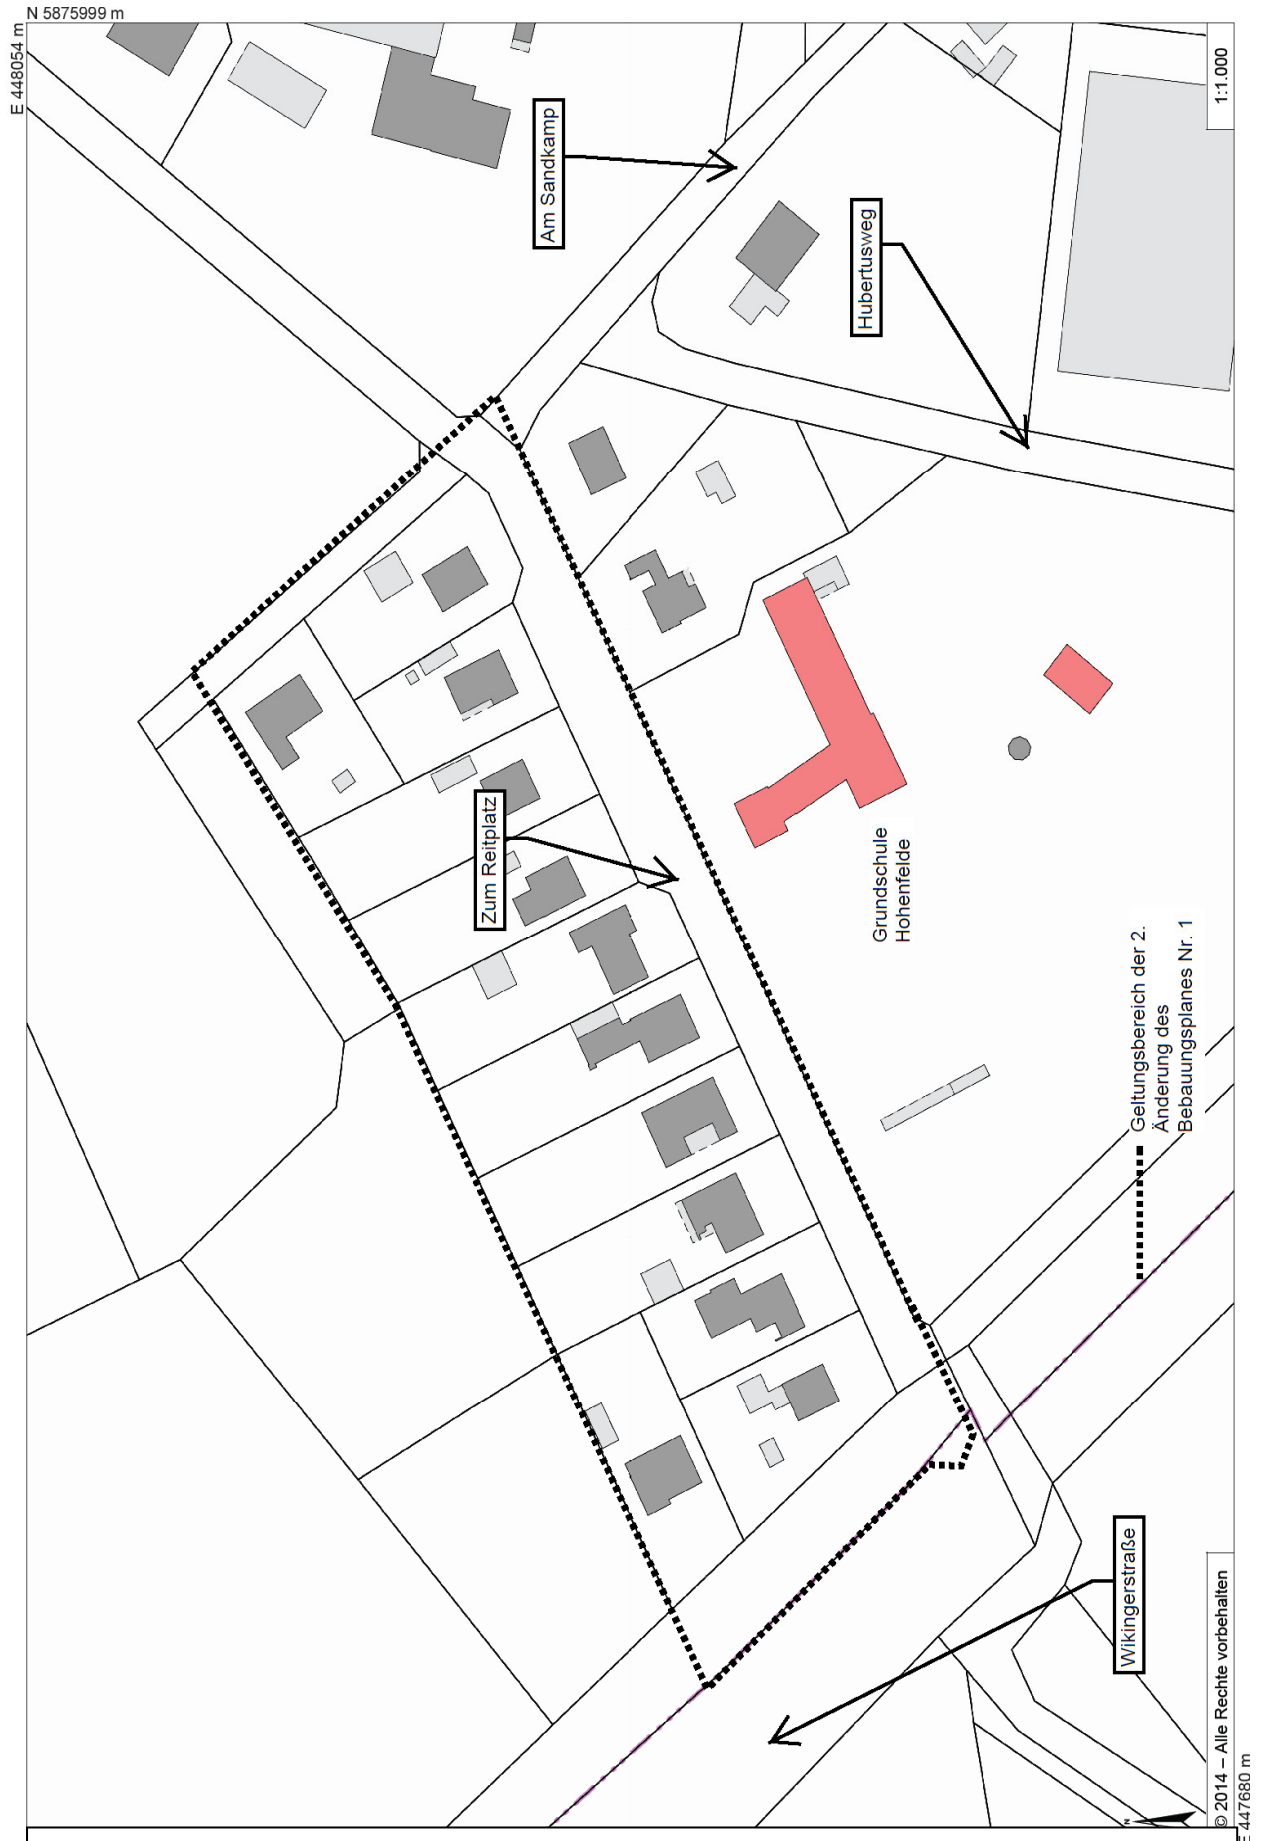 N 5875999 m
E 448054 m
1:1.000
Am Sandkamp
Hubertusweg
Zum Reitplatz
Grundschule
Hohenfelde
Geltungsbereich der 2.
Änderung des
Bebauungsplanes Nr. 1
Wikingerstraße
© 2014 – Alle Rechte vorbehalten
E 447680 m
N